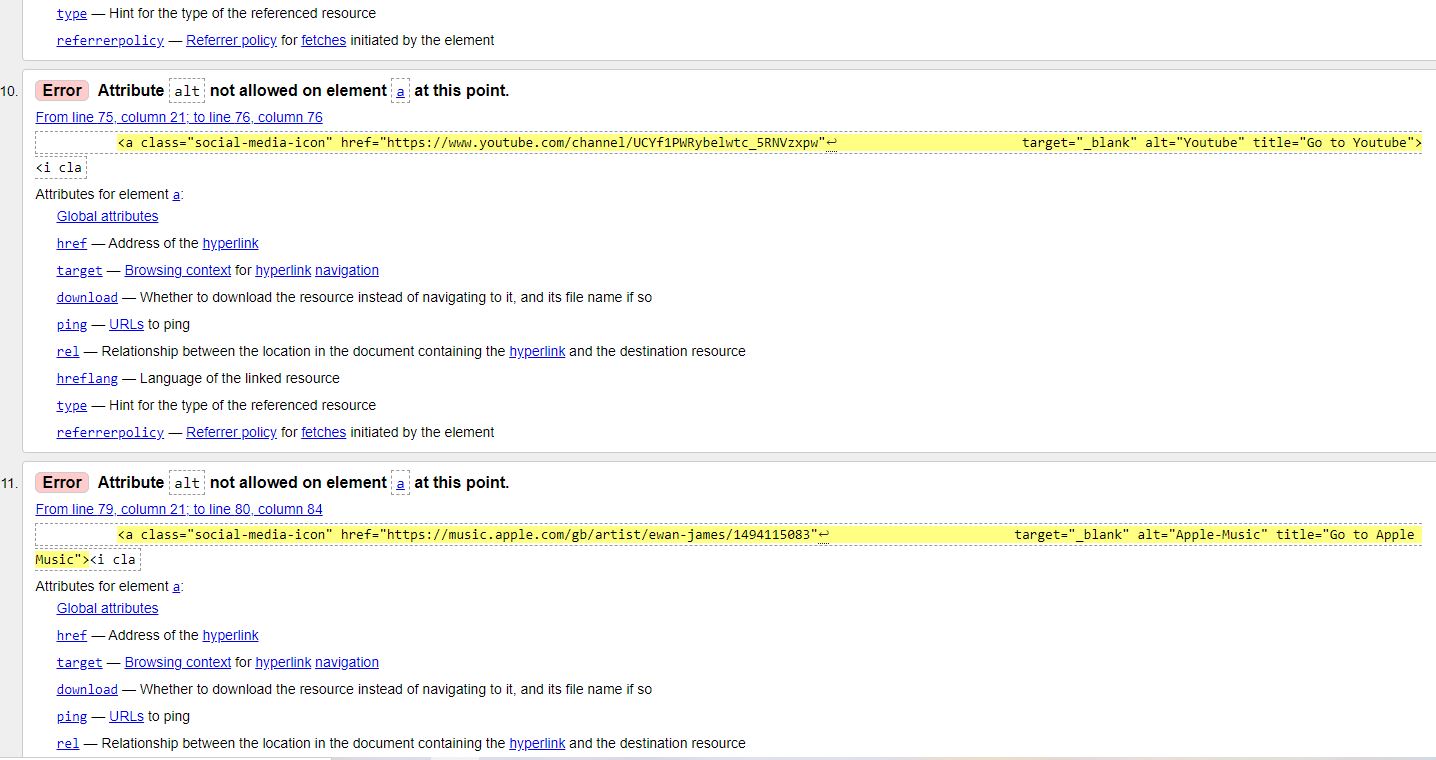 type — Hint for the type of the referenced resource
referrerpolicy — Referrer policy for fetches initiated by the element
10. Error Attribute alt not allowed on element a at this point.
From line 75, column 21; to line 76, column 76
<a class="social-media-icon" href="https://www.youtube.com/channel/UCYf1PWRybelwtc_5RNVzxpw"↩ target="_blank" alt="Youtube" title="Go to Youtube">
<i cla
Attributes for element a:
Global attributes
href — Address of the hyperlink
target — Browsing context for hyperlink navigation
download — Whether to download the resource instead of navigating to it, and its file name if so
ping — URLs to ping
rel — Relationship between the location in the document containing the hyperlink and the destination resource
hreflang — Language of the linked resource
type — Hint for the type of the referenced resource
referrerpolicy — Referrer policy for fetches initiated by the element
11. Error Attribute alt not allowed on element a at this point.
From line 79, column 21; to line 80, column 84
<a class="social-media-icon" href="https://music.apple.com/gb/artist/ewan-james/1494115083"↩ target="_blank" alt="Apple-Music" title="Go to Apple
Music"><i cla
Attributes for element a:
Global attributes
href — Address of the hyperlink
target — Browsing context for hyperlink navigation
download — Whether to download the resource instead of navigating to it, and its file name if so
ping — URLs to ping
rel — Relationship between the location in the document containing the hyperlink and the destination resource